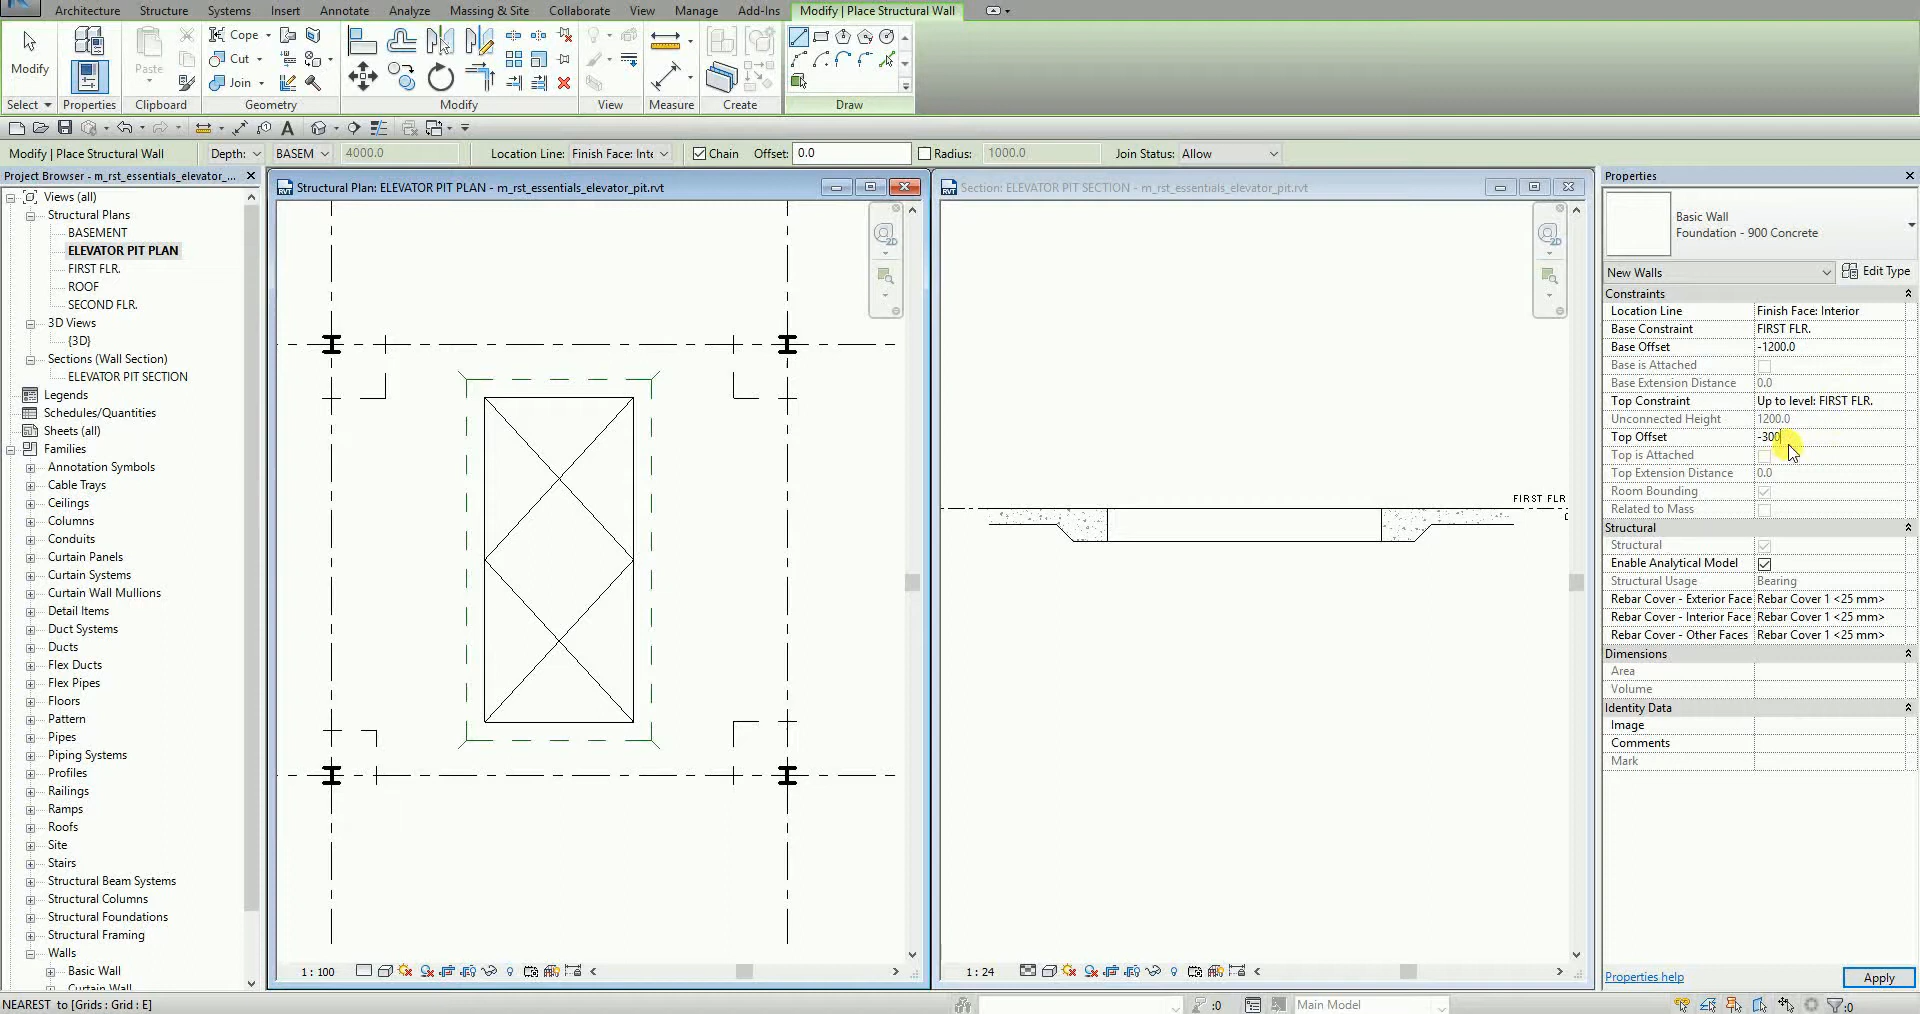 Architecture Structure Systems Insert Annotate Analyze Massing & Site Collaborate View Manage Add-Ins Modify | Place Structural Wall
Modify
Paste
Cope
Cut
Join
Select Properties Clipboard Geometry Modify View Measure Create Draw
Modify | Place Structural Wall Depth: BASEM 4000.0 Location Line: Finish Face: Inte Chain Offset: 0.0 Radius: 1000.0 Join Status: Allow
Project Browser - m_rst_essentials_elevator_...
Views (all)
Structural Plans
BASEMENT
ELEVATOR PIT PLAN
FIRST FLR.
ROOF
SECOND FLR.
3D Views
{3D}
Sections (Wall Section)
ELEVATOR PIT SECTION
Legends
Schedules/Quantities
Sheets (all)
Families
Annotation Symbols
Cable Trays
Ceilings
Columns
Conduits
Curtain Panels
Curtain Systems
Curtain Wall Mullions
Detail Items
Duct Systems
Ducts
Flex Ducts
Flex Pipes
Floors
Pattern
Pipes
Piping Systems
Profiles
Railings
Ramps
Roofs
Site
Stairs
Structural Beam Systems
Structural Columns
Structural Foundations
Structural Framing
Walls
Basic Wall
Curtain Wall
Structural Plan: ELEVATOR PIT PLAN - m_rst_essentials_elevator_pit.rvt
2D
1 : 100
Section: ELEVATOR PIT SECTION - m_rst_essentials_elevator_pit.rvt
2D
FIRST FLR
1 : 24
Properties
Basic Wall
Foundation - 900 Concrete
New Walls Edit Type
Constraints
Location Line Finish Face: Interior
Base Constraint FIRST FLR.
Base Offset -1200.0
Base is Attached
Base Extension Distance 0.0
Top Constraint Up to level: FIRST FLR.
Unconnected Height 1200.0
Top Offset -300
Top is Attached
Top Extension Distance 0.0
Room Bounding
Related to Mass
Structural
Structural
Enable Analytical Model
Structural Usage Bearing
Rebar Cover - Exterior Face Rebar Cover 1 <25 mm>
Rebar Cover - Interior Face Rebar Cover 1 <25 mm>
Rebar Cover - Other Faces Rebar Cover 1 <25 mm>
Dimensions
Area
Volume
Identity Data
Image
Comments
Mark
Properties help Apply
NEAREST to [Grids : Grid : E] :0 Main Model :0